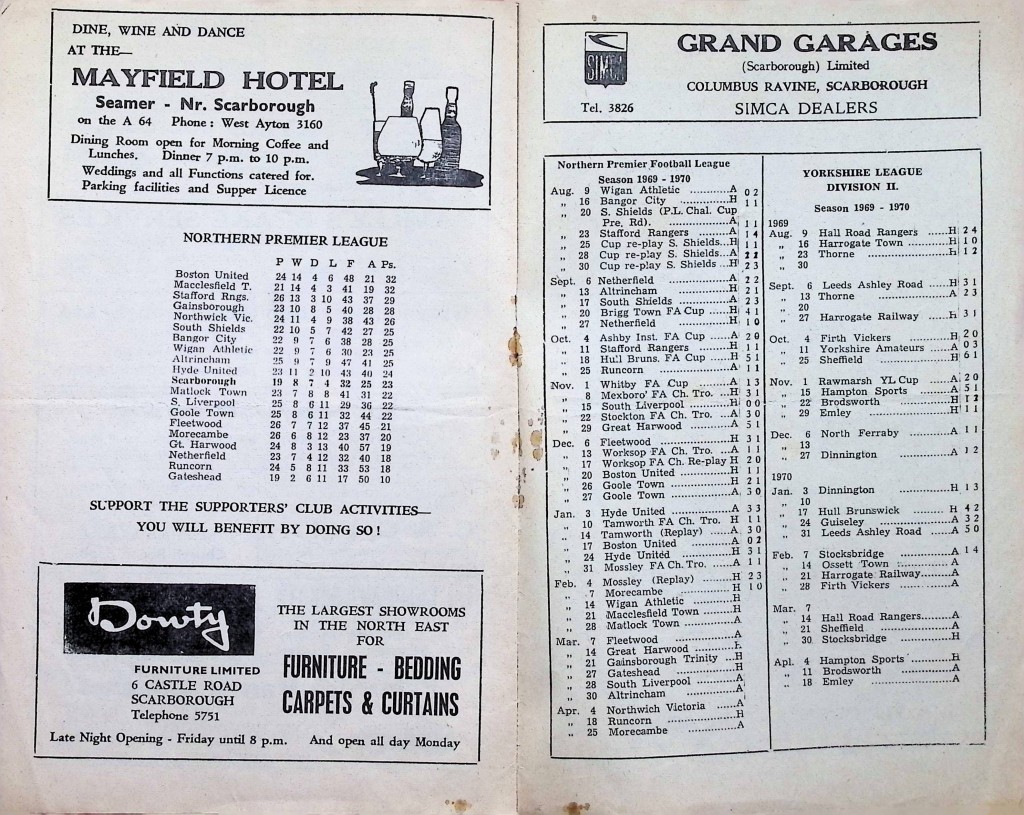 DINE, WINE AND DANCE
AT THE—
MAYFIELD HOTEL
Seamer - Nr. Scarborough
on the A 64 Phone: West Ayton 3160
Dining Room open for Morning Coffee and
Lunches. Dinner 7 p.m. to 10 p.m.
Weddings and all Functions catered for.
Parking facilities and Supper Licence
NORTHERN PREMIER LEAGUE
P W D L F A Ps.
Boston United 24 14 4 6 48 21 32
Macclesfield T. 21 14 4 3 41 19 32
Stafford Rngs. 26 13 3 10 43 37 29
Gainsborough 23 10 8 5 40 28 28
Northwick Vic. 24 11 4 9 38 43 26
South Shields 22 10 5 7 42 27 25
Bangor City 22 9 7 6 38 28 25
Wigan Athletic 22 9 7 6 30 23 25
Altrincham 25 9 7 9 47 41 25
Hyde United 23 11 2 10 43 40 24
Scarborough 19 8 7 4 32 25 23
Matlock Town 23 7 8 8 41 31 22
S. Liverpool 25 8 6 11 29 36 22
Goole Town 25 8 6 11 32 44 22
Fleetwood 26 7 7 12 37 45 21
Morecambe 26 6 8 12 23 37 20
Gt. Harwood 24 8 3 13 40 57 19
Netherfield 23 7 4 12 32 40 18
Runcorn 24 5 8 11 33 53 18
Gateshead 19 2 6 11 17 50 10
SUPPORT THE SUPPORTERS' CLUB ACTIVITIES—
YOU WILL BENEFIT BY DOING SO!
Dowty
FURNITURE LIMITED
6 CASTLE ROAD
SCARBOROUGH
Telephone 5751
THE LARGEST SHOWROOMS
IN THE NORTH EAST
FOR
FURNITURE - BEDDING
CARPETS & CURTAINS
Late Night Opening - Friday until 8 p.m. And open all day Monday
SIMCA
Tel. 3826
GRAND GARAGES
(Scarborough) Limited
COLUMBUS RAVINE, SCARBOROUGH
SIMCA DEALERS
Northern Premier Football League
Season 1969 - 1970
Aug. 9 Wigan Athletic ............A 0 2
„ 16 Bangor City ............H 1 1
„ 20 S. Shields (P.L. Chal. Cup
Pre. Rd). ............A 1 1
„ 23 Stafford Rangers ........A 1 4
„ 25 Cup re-play S. Shields...H 1 1
„ 28 Cup re-play S. Shields...A 2 2
„ 30 Cup re-play S. Shields ...H 2 3
Sept. 6 Netherfield ............A 2 2
„ 13 Altrincham ............H 2 1
„ 17 South Shields ............A 2 3
„ 20 Brigg Town FA Cup ......H 4 1
„ 27 Netherfield ............H 1 0
Oct. 4 Ashby Inst. FA Cup ......A 2 0
„ 11 Stafford Rangers ........H 1 1
„ 18 Hull Bruns. FA Cup ......H 5 1
„ 25 Runcorn ............A 1 1
Nov. 1 Whitby FA Cup ............A 1 3
„ 8 Mexboro' FA Ch. Tro. ...H 3 1
„ 15 South Liverpool ............H 0 0
„ 22 Stockton FA Ch. Tro. ...A 3 0
„ 29 Great Harwood ............A 5 1
Dec. 6 Fleetwood ............H 3 1
„ 13 Worksop FA Ch. Tro. ...A 1 1
„ 17 Worksop FA Ch. Re-play H 2 0
„ 20 Boston United ............H 1 1
„ 26 Goole Town ............H 2 1
„ 27 Goole Town ............A 3 0
Jan. 3 Hyde United ............A 3 3
„ 10 Tamworth FA Ch. Tro. H 1 1
„ 14 Tamworth (Replay) ......A 3 0
„ 17 Boston United ............A 0 2
„ 24 Hyde United ............H 3 1
„ 31 Mossley FA Ch. Tro. ......A 1 1
Feb. 4 Mossley (Replay) ........H 2 3
„ 7 Morecambe ............H 1 0
„ 14 Wigan Athletic ............H
„ 21 Macclesfield Town ........H
„ 28 Matlock Town ............A
Mar. 7 Fleetwood ............A
„ 14 Great Harwood ............H
„ 21 Gainsborough Trinity ...H
„ 27 Gateshead ............H
„ 28 South Liverpool ............A
„ 30 Altrincham ............A
Apr. 4 Northwich Victoria ......A
„ 18 Runcorn ............H
„ 25 Morecambe ............A
YORKSHIRE LEAGUE
DIVISION II.
Season 1969 - 1970
1969
Aug. 9 Hall Road Rangers ......H 2 4
„ 16 Harrogate Town ............H 1 0
„ 23 Thorne ............H 1 2
„ 30
Sept. 6 Leeds Ashley Road ......H 3 1
„ 13 Thorne ............A 2 3
„ 20
„ 27 Harrogate Railway ......H 3 1
Oct. 4 Firth Vickers ............H 2 0
„ 11 Yorkshire Amateurs ......A 0 3
„ 25 Sheffield ............H 6 1
Nov. 1 Rawmarsh YL Cup ......A 2 0
„ 15 Hampton Sports ............A 5 1
„ 22 Brodsworth ............H 1 2
„ 29 Emley ............H 1 1
Dec. 6 North Ferraby ............A 1 1
„ 13
„ 27 Dinnington ............A 1 2
1970
Jan. 3 Dinnington ............H 1 3
„ 10
„ 17 Hull Brunswick ............H 4 2
„ 24 Guiseley ............A 3 2
„ 31 Leeds Ashley Road ......A 5 0
Feb. 7 Stocksbridge ............A 1 4
„ 14 Ossett Town ............A
„ 21 Harrogate Railway........A
„ 28 Firth Vickers ............A
Mar. 7
„ 14 Hall Road Rangers........A
„ 21 Sheffield ............A
„ 30 Stocksbridge ............H
Apl. 4 Hampton Sports ............H
„ 11 Brodsworth ............A
„ 18 Emley ............A